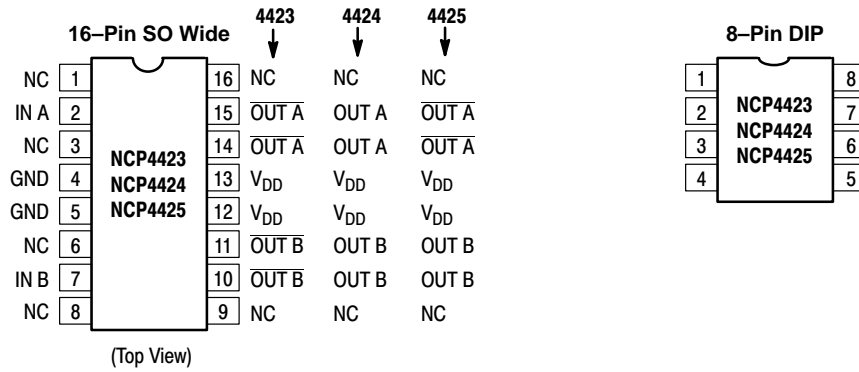 4423 4424 4425
16–Pin SO Wide 8–Pin DIP
NC 1 16 NC NC NC 1 8
IN A 2 15 OUT A OUT A OUT A 2 NCP4423 7
NC 3 14 OUT A OUT A OUT A 3 NCP4424 6
GND 4 NCP4423 13 VDD VDD VDD 4 NCP4425 5
GND 5 NCP4424 12 VDD VDD VDD
NC 6 NCP4425 11 OUT B OUT B OUT B
IN B 7 10 OUT B OUT B OUT B
NC 8 9 NC NC NC
(Top View)